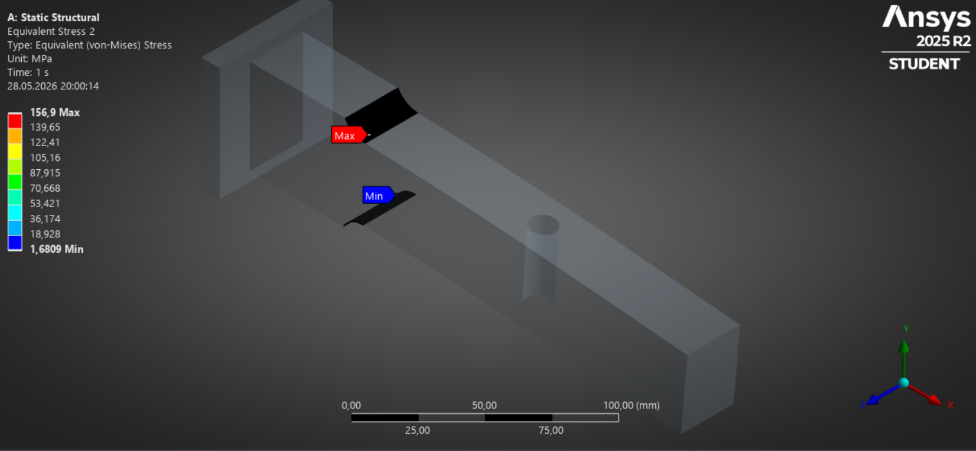 A: Static Structural
Equivalent Stress 2
Type: Equivalent (von-Mises) Stress
Unit: MPa
Time: 1 s
28.05.2026 20:00:14
156,9 Max
139,65
122,41
105,16
87,915
70,668
53,421
36,174
18,928
1,6809 Min
Ansys
2025 R2
STUDENT
Max
Min
0,00 50,00 100,00 (mm)
25,00 75,00
Y
Z X